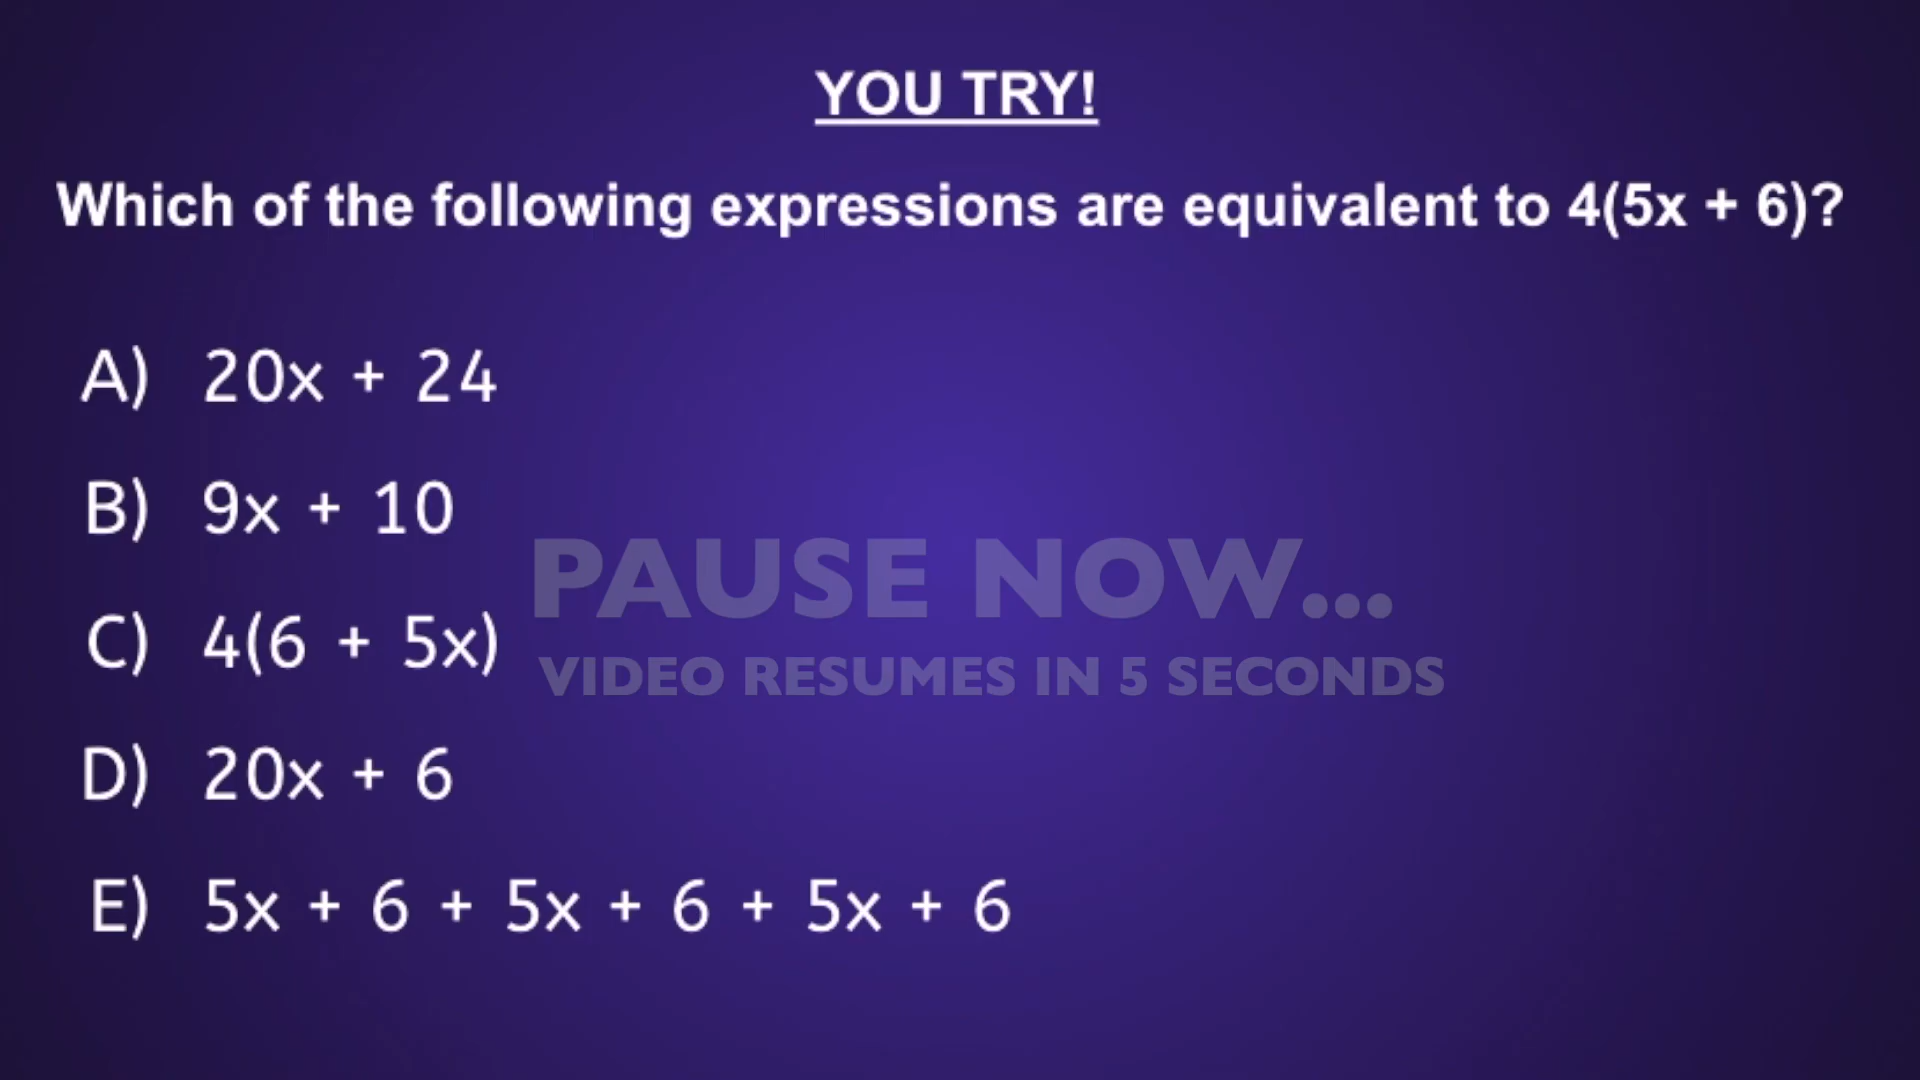 YOU TRY!
Which of the following expressions are equivalent to 4(5x + 6)?
A) 20x + 24
B) 9x + 10
PAUSE NOW...
C) 4(6 + 5x)
VIDEO RESUMES IN 5 SECONDS
D) 20x + 6
E) 5x + 6 + 5x + 6 + 5x + 6